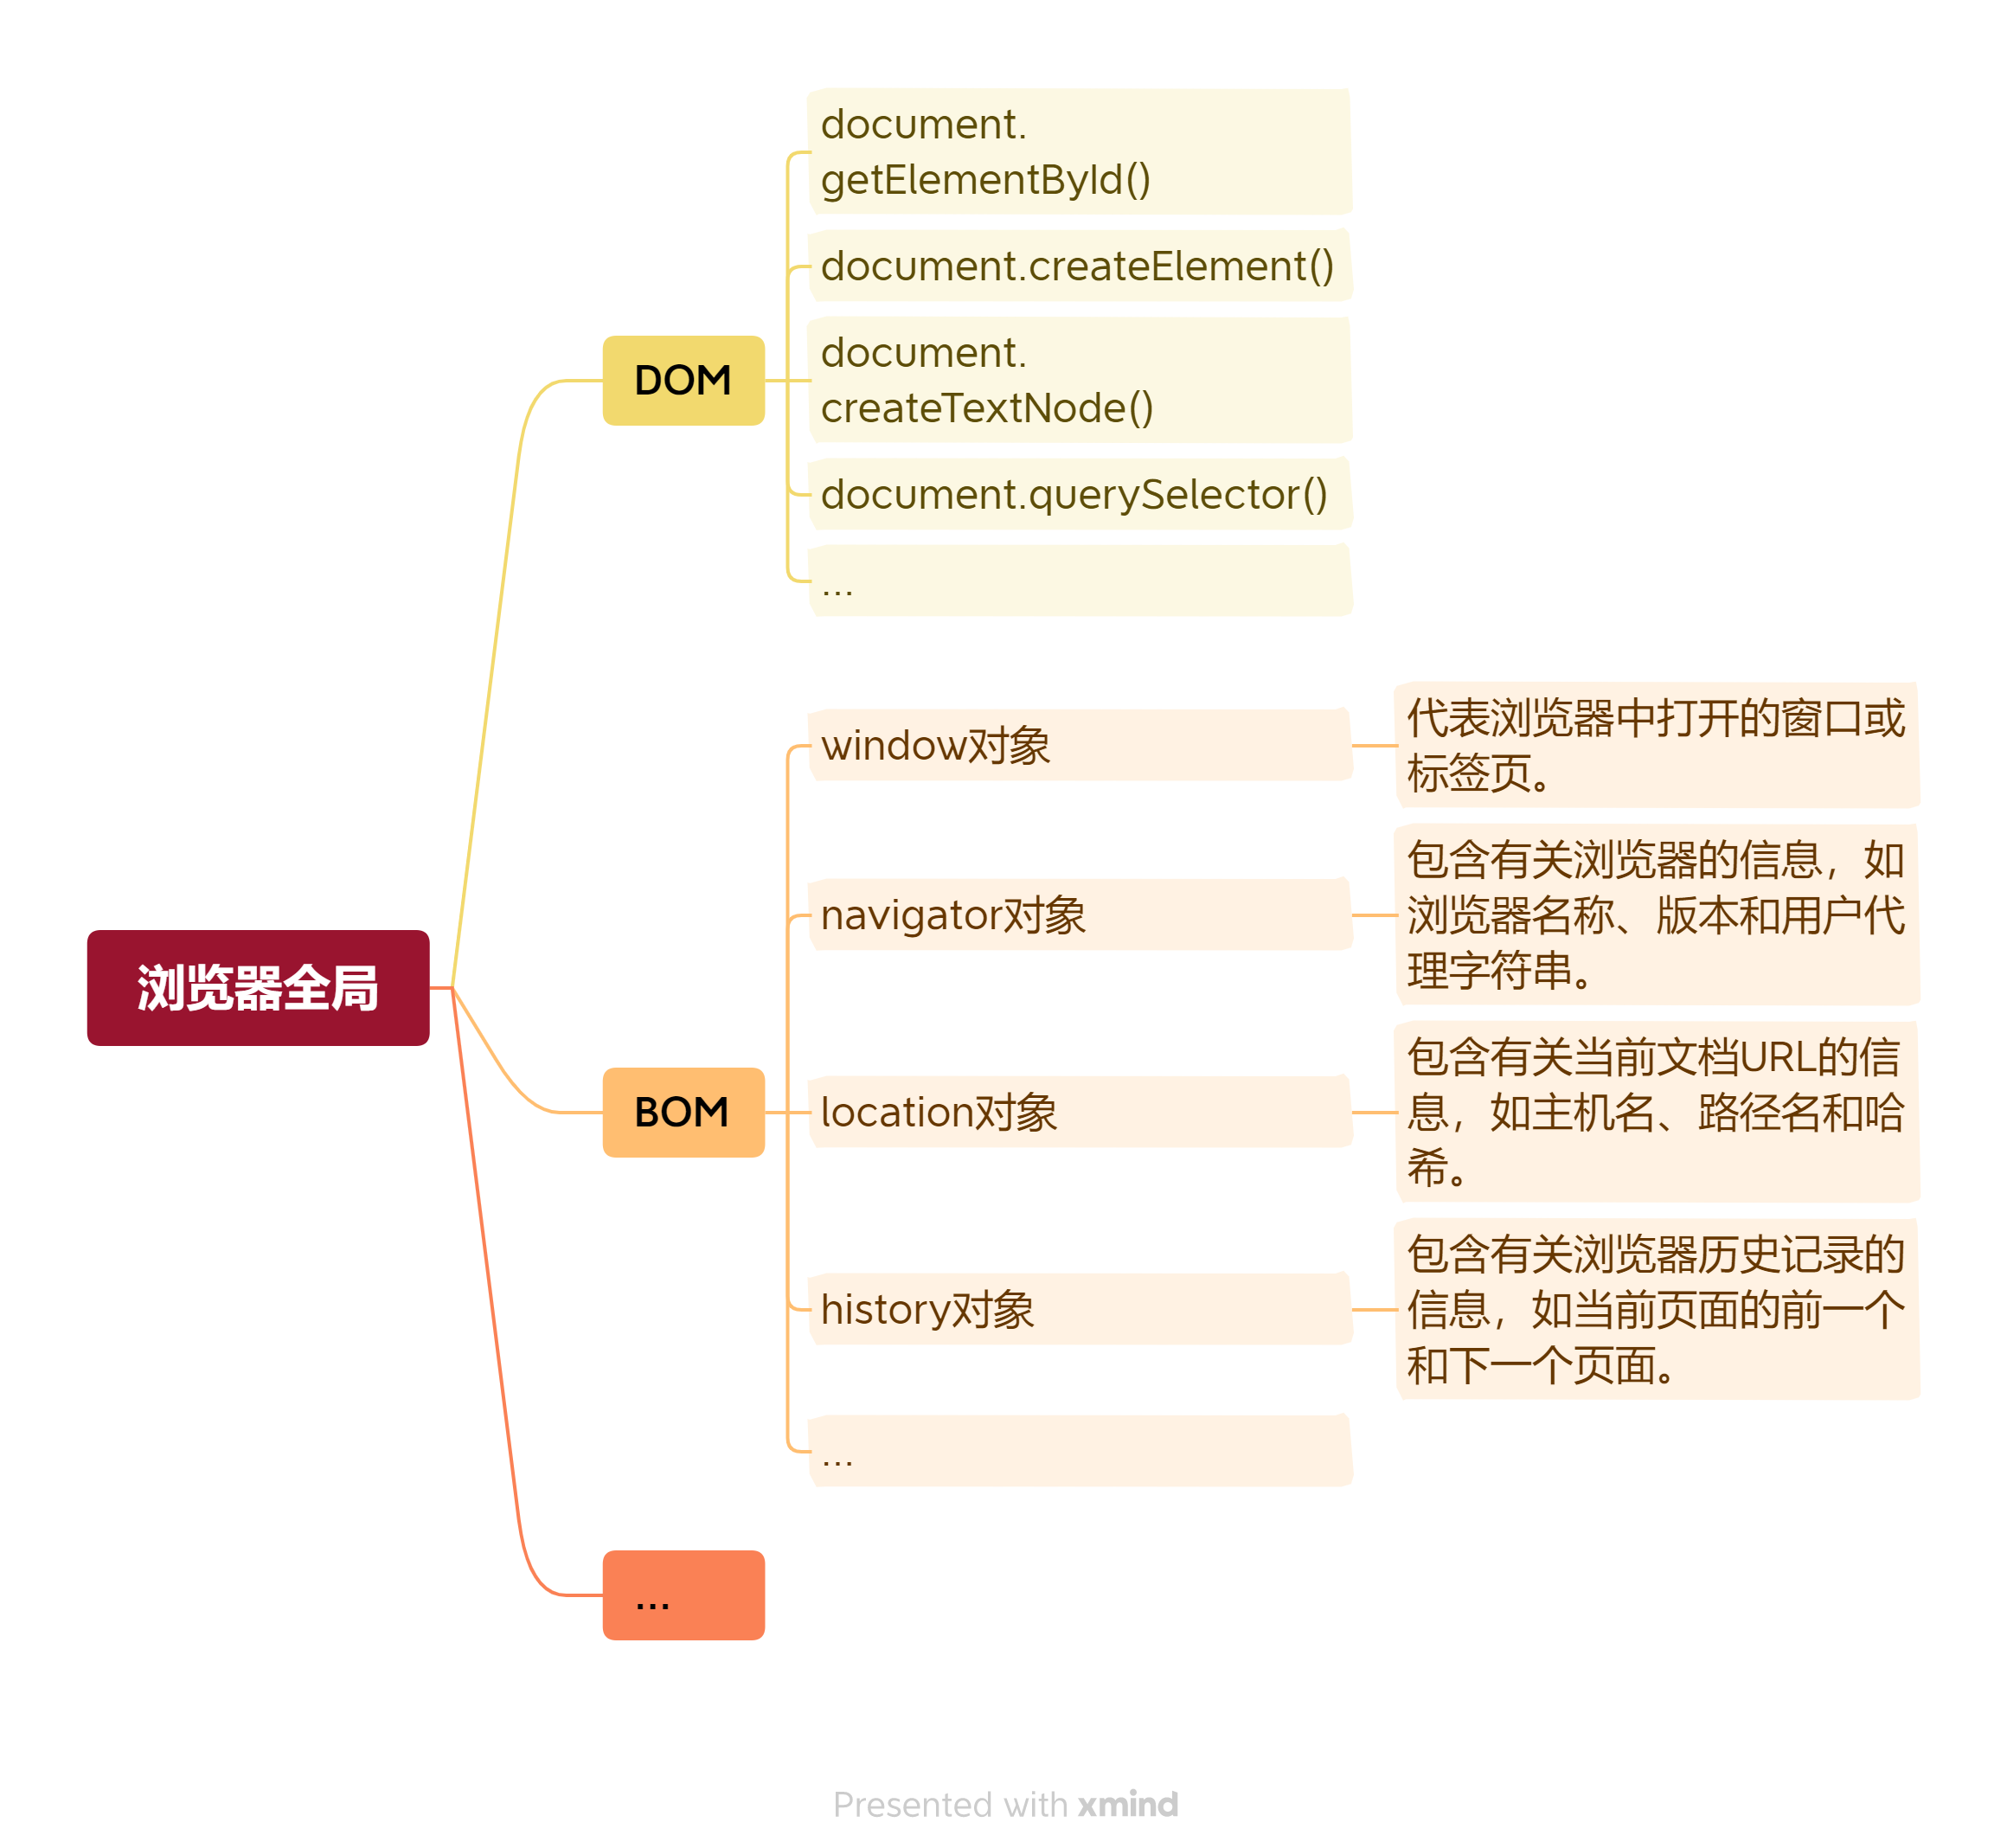 浏览器全局
DOM
document.
getElementById()
document.createElement()
document.
createTextNode()
document.querySelector()
...
BOM
window对象
代表浏览器中打开的窗口或
标签页。
navigator对象
包含有关浏览器的信息，如
浏览器名称、版本和用户代
理字符串。
location对象
包含有关当前文档URL的信
息，如主机名、路径名和哈
希。
history对象
包含有关浏览器历史记录的
信息，如当前页面的前一个
和下一个页面。
...
...
Presented with xmind